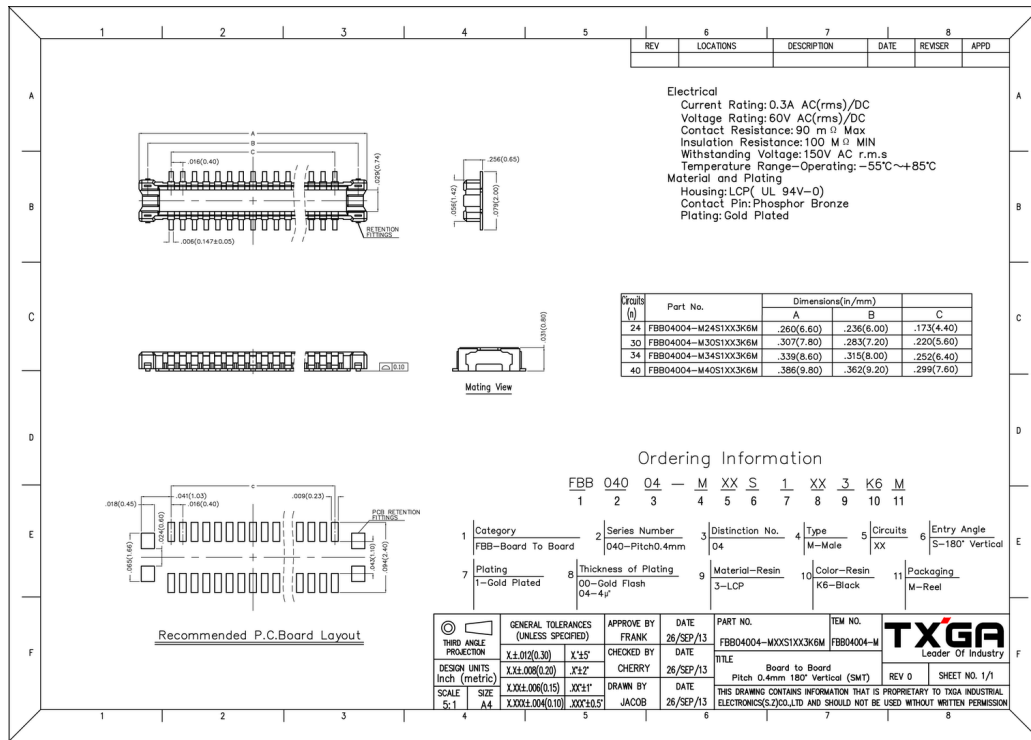 1 2 3 4 5 6 7 8
REV LOCATIONS DESCRIPTION DATE REVISER APPD
A A
B B
C C
D D
E E
F F
Electrical
Current Rating: 0.3A AC(rms)/DC
Voltage Rating: 60V AC(rms)/DC
Contact Resistance: 90 m Ω Max
Insulation Resistance: 100 M Ω MIN
Withstanding Voltage: 150V AC r.m.s
Temperature Range-Operating: -55℃~+85℃
Material and Plating
Housing: LCP( UL 94V-0)
Contact Pin: Phosphor Bronze
Plating: Gold Plated
A
B
C
.016(0.40)
.029(0.74)
.006(0.147±0.05)
RETENTION
FITTINGS
.256(0.65)
.056(1.42)
.079(2.00)
0.10
.031(0.80)
Mating View
Circuits (n) Part No. Dimensions(in/mm)
A B C
24 FBB04004-M24S1XX3K6M .260(6.60) .236(6.00) .173(4.40)
30 FBB04004-M30S1XX3K6M .307(7.80) .283(7.20) .220(5.60)
34 FBB04004-M34S1XX3K6M .339(8.60) .315(8.00) .252(6.40)
40 FBB04004-M40S1XX3K6M .386(9.80) .362(9.20) .299(7.60)
c
.041(1.03)
.018(0.45)
.016(0.40)
.009(0.23)
.024(0.60)
.065(1.66)
PCB RETENTION
FITTINGS
.043(1.10)
.094(2.40)
Recommended P.C.Board Layout
Ordering Information
FBB 040 04 - M XX S 1 XX 3 K6 M
1 2 3 4 5 6 7 8 9 10 11
1 Category
FBB-Board To Board
2 Series Number
040-Pitch0.4mm
3 Distinction No.
04
4 Type
M-Male
5 Circuits
XX
6 Entry Angle
S-180° Vertical
7 Plating
1-Gold Plated
8 Thickness of Plating
00-Gold Flash
04-4μ"
9 Material-Resin
3-LCP
10 Color-Resin
K6-Black
11 Packaging
M-Reel
THIRD ANGLE
PROJECTION
DESIGN UNITS
Inch (metric)
SCALE SIZE
5:1 A4
GENERAL TOLERANCES
(UNLESS SPECIFIED)
X.±.012(0.30) X.°±5°
X.X±.008(0.20) .X°±2°
X.XX±.006(0.15) .XX°±1°
X.XXX±.004(0.10) .XXX°±0.5°
APPROVE BY DATE
FRANK 26/SEP/13
CHECKED BY DATE
CHERRY 26/SEP/13
DRAWN BY DATE
JACOB 26/SEP/13
PART NO. TEM NO.
FBB04004-MXXS1XX3K6M FBB04004-M
TITLE
Board to Board
Pitch 0.4mm 180° Vertical (SMT)
REV 0 SHEET NO. 1/1
TXGA
Leader Of Industry
THIS DRAWING CONTAINS INFORMATION THAT IS PROPRIETARY TO TXGA INDUSTRIAL
ELECTRONICS(S.Z)CO.,LTD AND SHOULD NOT BE USED WITHOUT WRITTEN PERMISSION
1 2 3 4 5 6 7 8